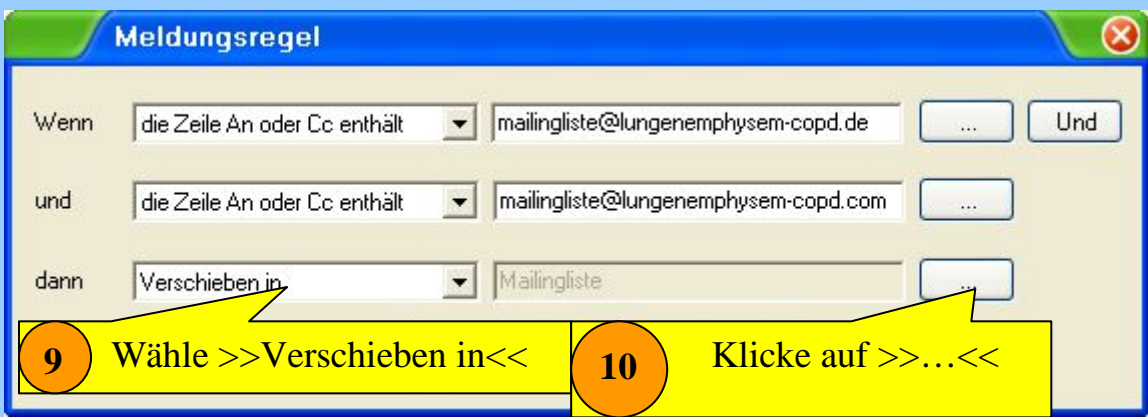 Meldungsregel
Wenn die Zeile An oder Cc enthält mailingliste@lungenemphysem-copd.de ... Und
und die Zeile An oder Cc enthält mailingliste@lungenemphysem-copd.com ...
dann Verschieben in Mailingliste ...
9 Wähle >>Verschieben in<< 10 Klicke auf >>…<<